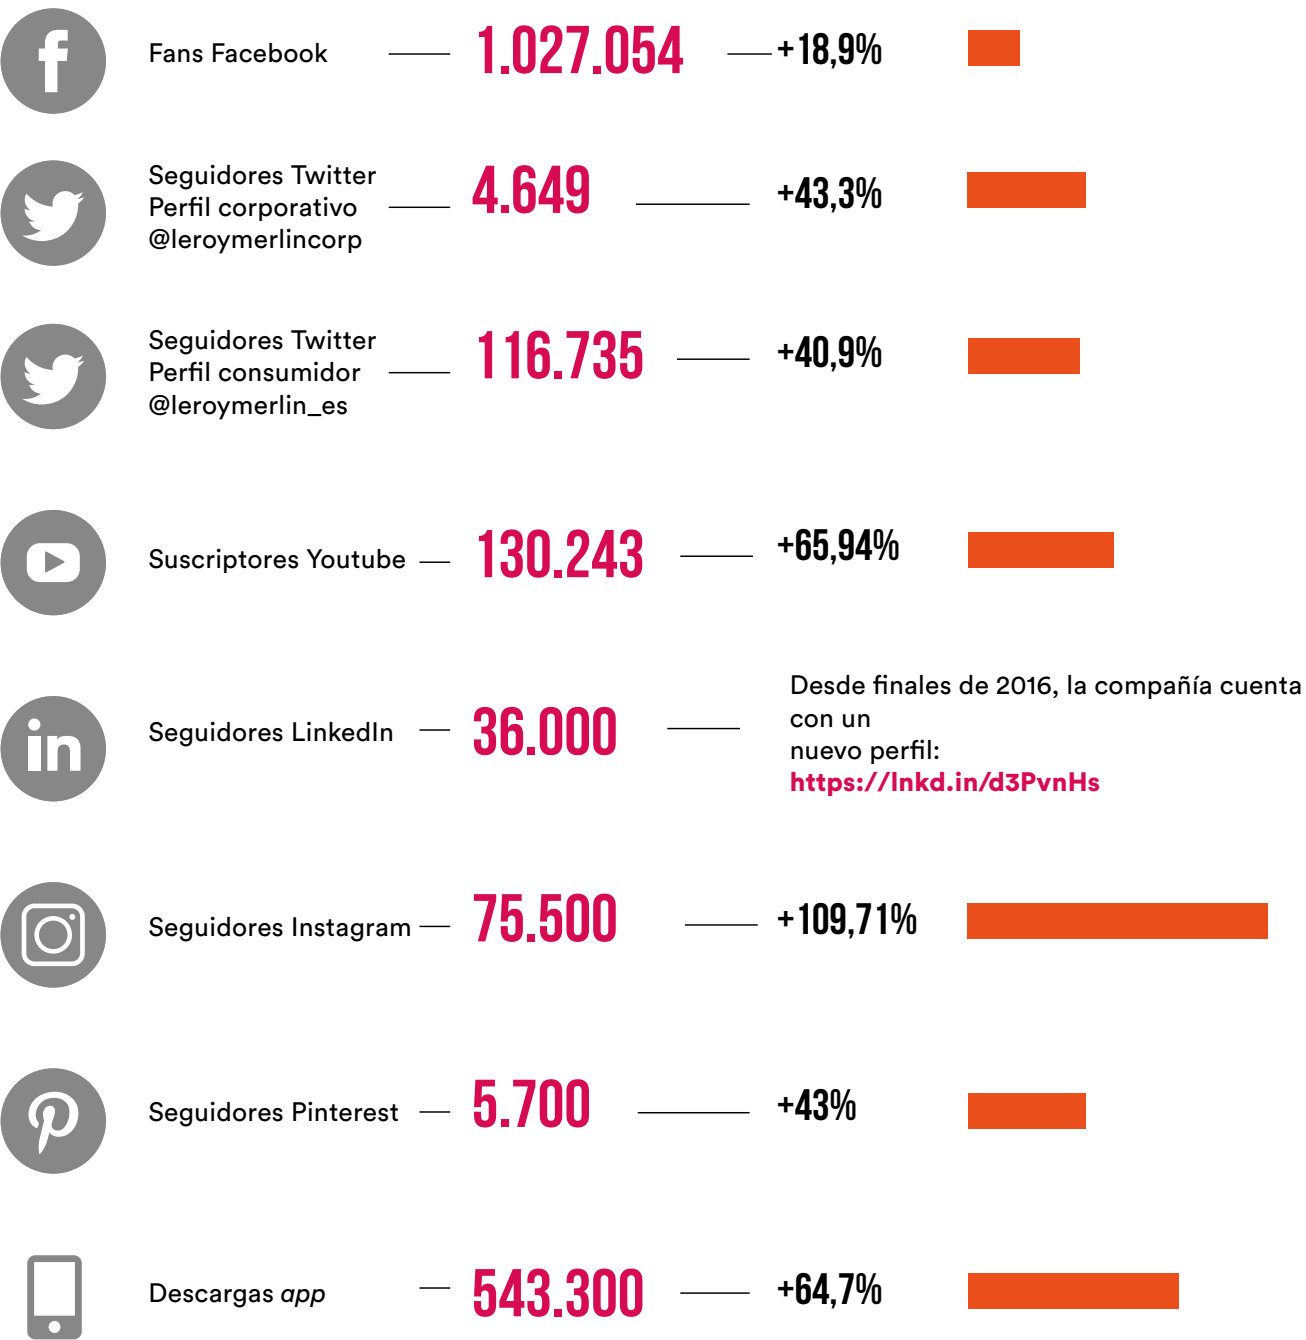 Fans Facebook
1.027.054
+18,9%
Seguidores Twitter
Perfil corporativo
@leroymerlincorp
4.649
+43,3%
Seguidores Twitter
Perfil consumidor
@leroymerlin_es
116.735
+40,9%
Suscriptores Youtube
130.243
+65,94%
Seguidores LinkedIn
36.000
Desde finales de 2016, la compañía cuenta
con un
nuevo perfil:
https://lnkd.in/d3PvnHs
Seguidores Instagram
75.500
+109,71%
Seguidores Pinterest
5.700
+43%
Descargas app
543.300
+64,7%